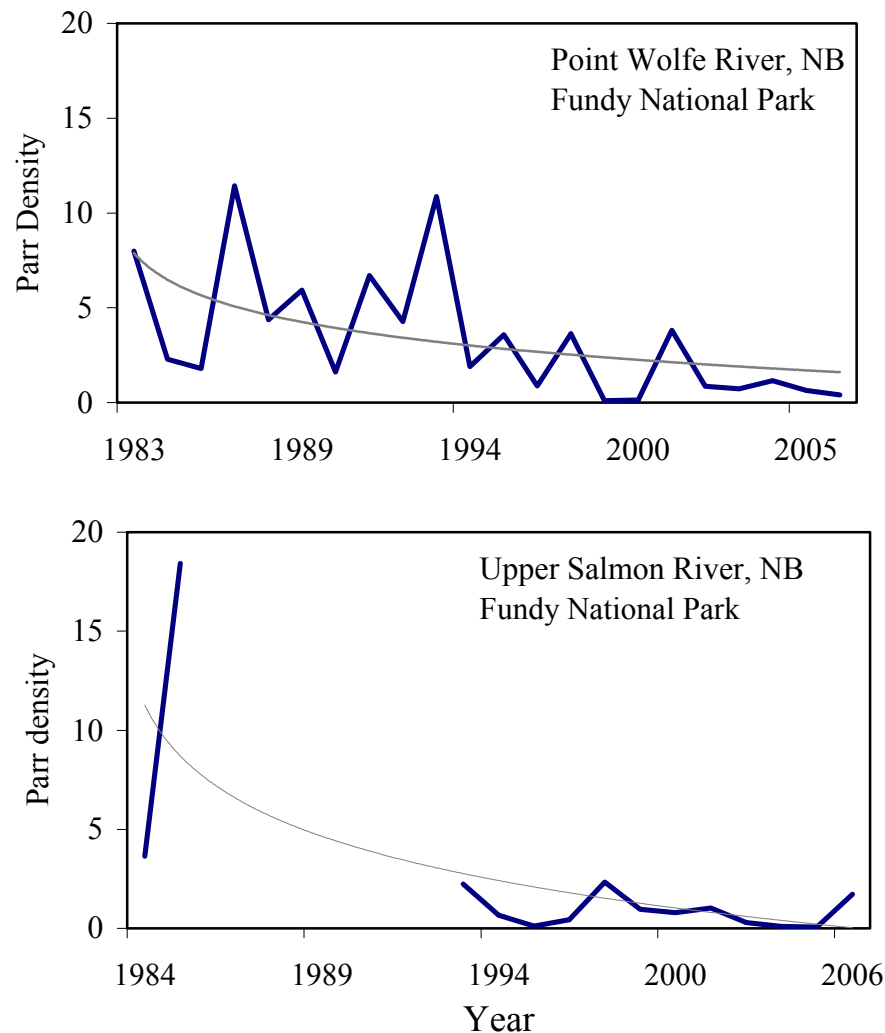 20
Point Wolfe River, NB
Fundy National Park
15
Parr Density
10
5
0
1983 1989 1994 2000 2005
20
Upper Salmon River, NB
Fundy National Park
15
Parr density
10
5
0
1984 1989 1994 2000 2006
Year